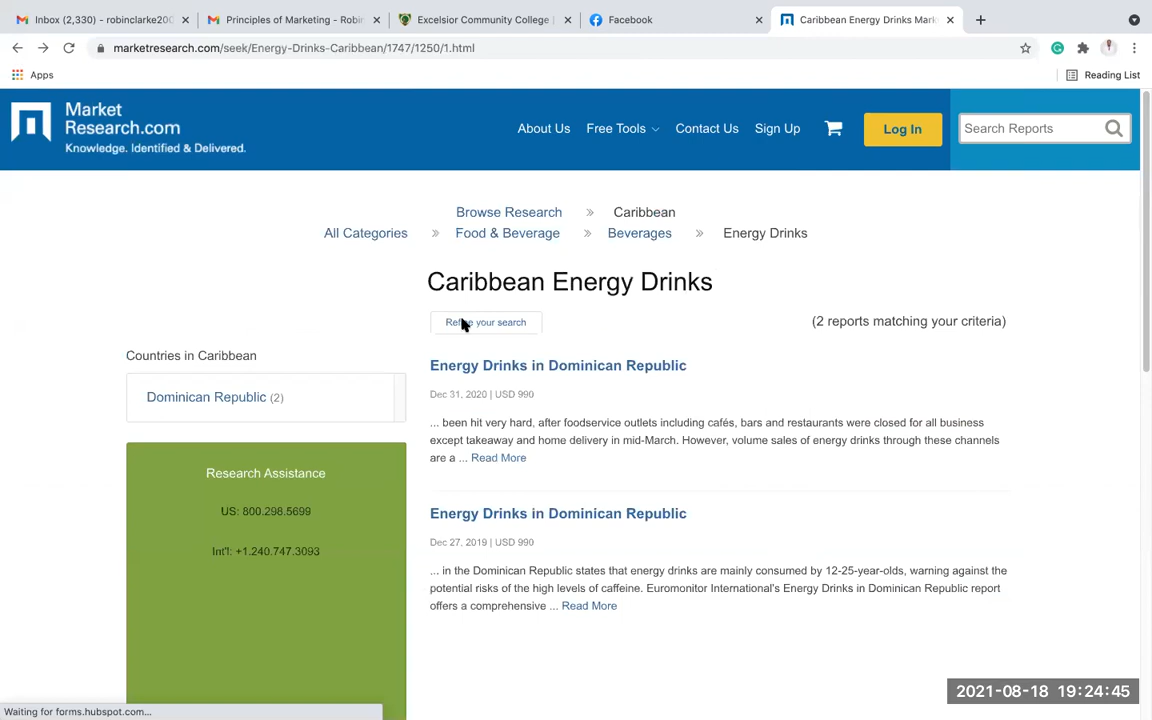 Inbox (2,330) - robinclarke200
Principles of Marketing - Robin
Excelsior Community College |
Facebook
Caribbean Energy Drinks Mark
marketresearch.com/seek/Energy-Drinks-Caribbean/1747/1250/1.html
Apps
Reading List
Market
Research.com
Knowledge. Identified & Delivered.
About Us
Free Tools
Contact Us
Sign Up
Log In
Search Reports
Browse Research » Caribbean
All Categories » Food & Beverage » Beverages » Energy Drinks
Caribbean Energy Drinks
Refine your search
(2 reports matching your criteria)
Countries in Caribbean
Dominican Republic (2)
Research Assistance
US: 800.298.5699
Int'l: +1.240.747.3093
Energy Drinks in Dominican Republic
Dec 31, 2020 | USD 990
... been hit very hard, after foodservice outlets including cafés, bars and restaurants were closed for all business
except takeaway and home delivery in mid-March. However, volume sales of energy drinks through these channels
are a ... Read More
Energy Drinks in Dominican Republic
Dec 27, 2019 | USD 990
... in the Dominican Republic states that energy drinks are mainly consumed by 12-25-year-olds, warning against the
potential risks of the high levels of caffeine. Euromonitor International's Energy Drinks in Dominican Republic report
offers a comprehensive ... Read More
2021-08-18 19:24:45
Waiting for forms.hubspot.com...